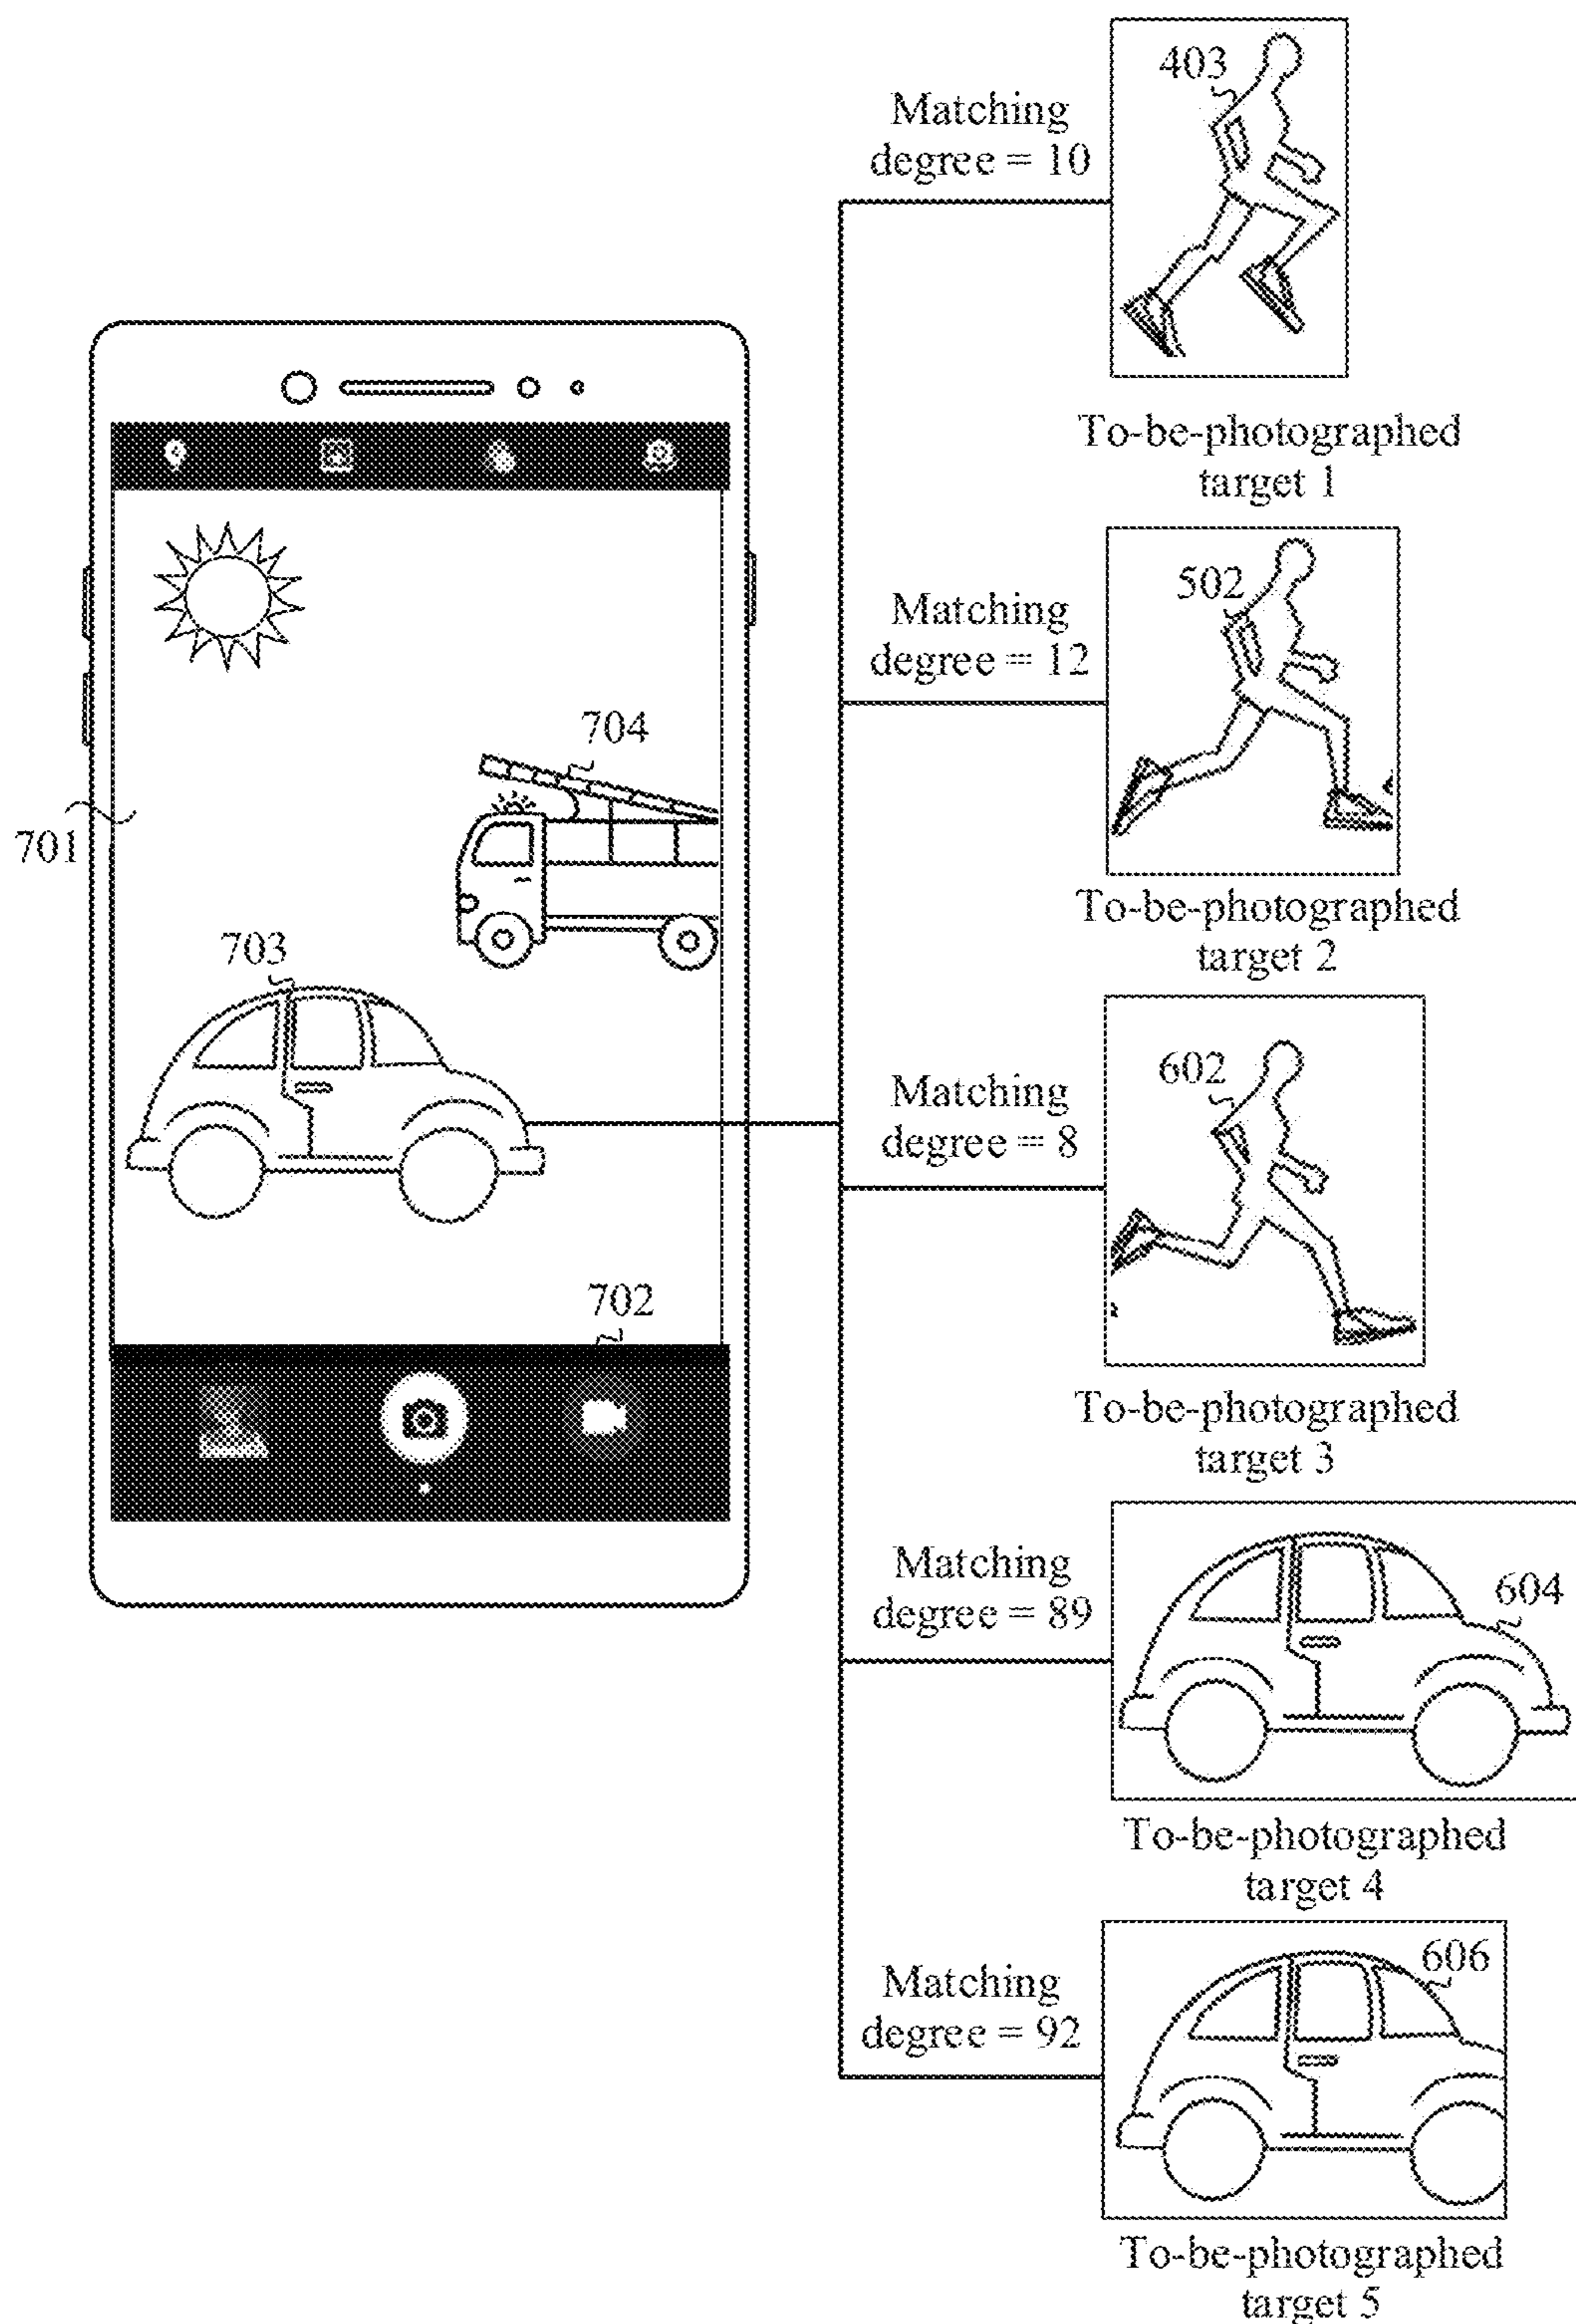 403
Matching
degree = 10
To-be-photographed
target 1
502
Matching
degree = 12
To-be-photographed
target 2
704
701
703
602
Matching
degree = 8
702
To-be-photographed
target 3
Matching
degree = 89
604
To-be-photographed
target 4
606
Matching
degree = 92
To-be-photographed
target 5